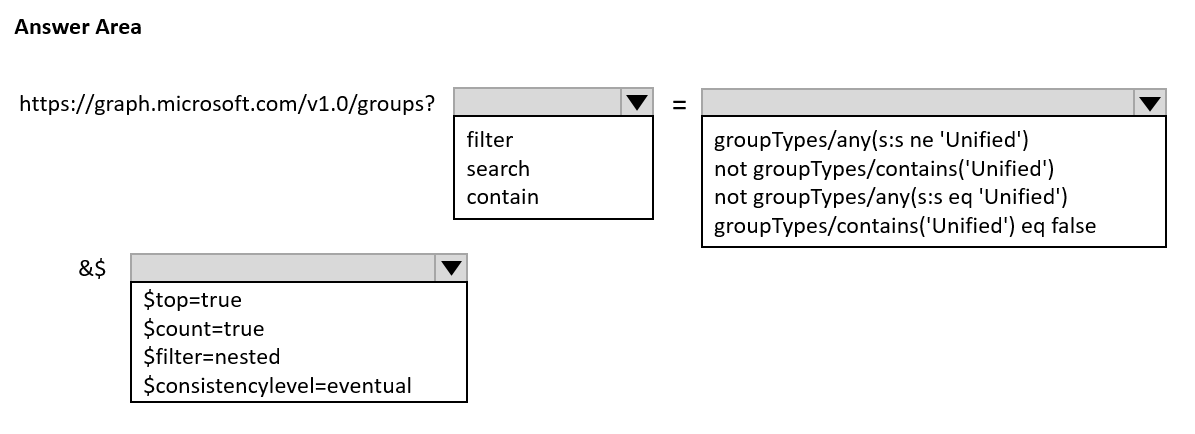 Answer Area
https://graph.microsoft.com/v1.0/groups? =
filter
search
contain
groupTypes/any(s:s ne 'Unified')
not groupTypes/contains('Unified')
not groupTypes/any(s:s eq 'Unified')
groupTypes/contains('Unified') eq false
&$
$top=true
$count=true
$filter=nested
$consistencylevel=eventual